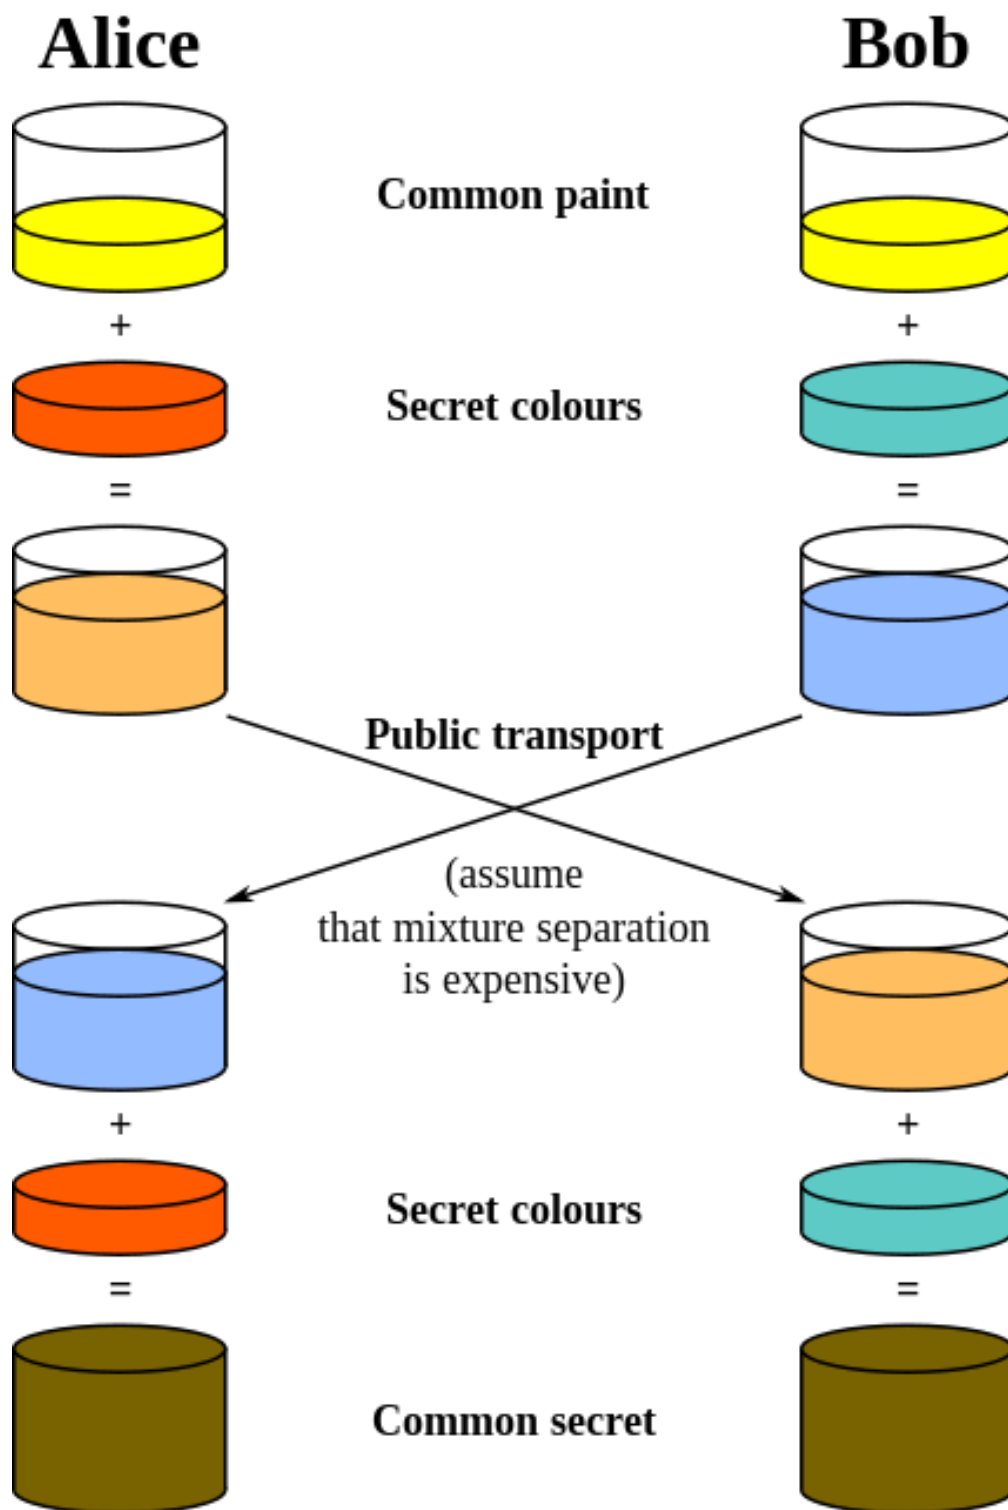 Alice
Bob
Common paint
+
+
Secret colours
=
=
Public transport
(assume
that mixture separation
is expensive)
+
+
Secret colours
=
=
Common secret